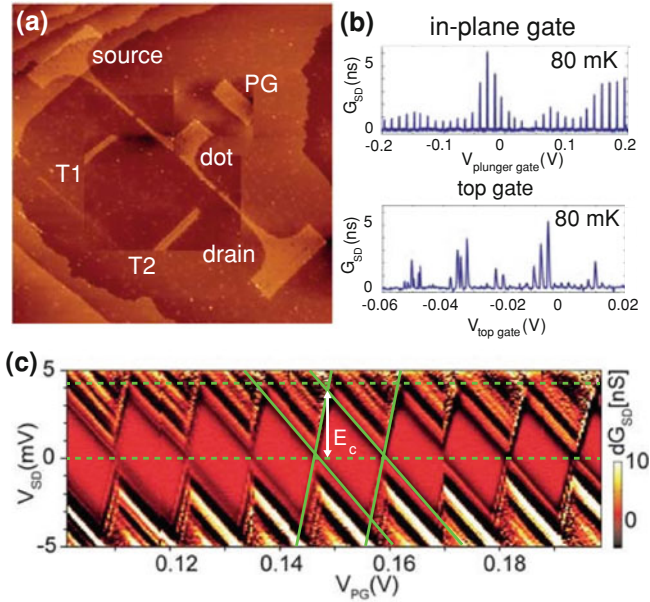 (a)
source
PG
dot
T1
T2
drain
(b)
in-plane gate
80 mK
G_SD (ns)
5
0
-0.2
-0.1
0
0.1
0.2
V_plunger gate (V)
top gate
80 mK
G_SD (ns)
5
0
-0.06
-0.04
-0.02
0
0.02
V_top gate (V)
(c)
V_SD (mV)
5
0
-5
E_c
0.12
0.14
0.16
0.18
V_PG (V)
dG_SD [nS]
10
0